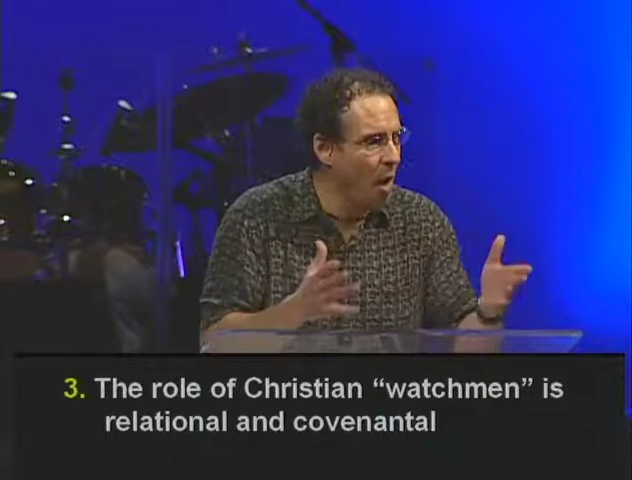 3. The role of Christian “watchmen” is
relational and covenantal